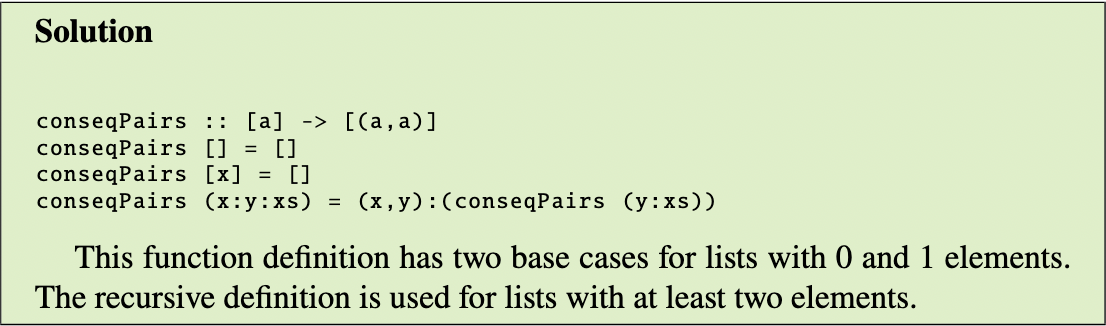 Solution
conseqPairs :: [a] -> [(a,a)]
conseqPairs [] = []
conseqPairs [x] = []
conseqPairs (x:y:xs) = (x,y):(conseqPairs (y:xs))
This function definition has two base cases for lists with 0 and 1 elements.
The recursive definition is used for lists with at least two elements.